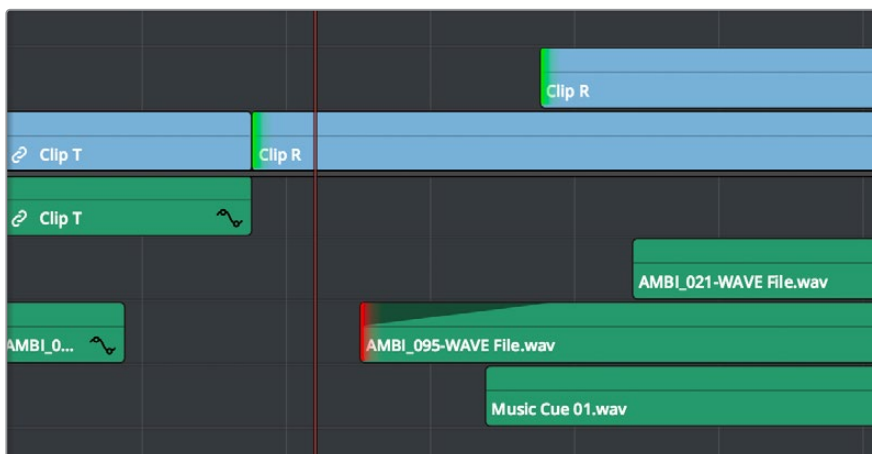 Clip R
Clip T
Clip R
Clip T
AMBI_021-WAVE File.wav
AMBI_0...
AMBI_095-WAVE File.wav
Music Cue 01.wav